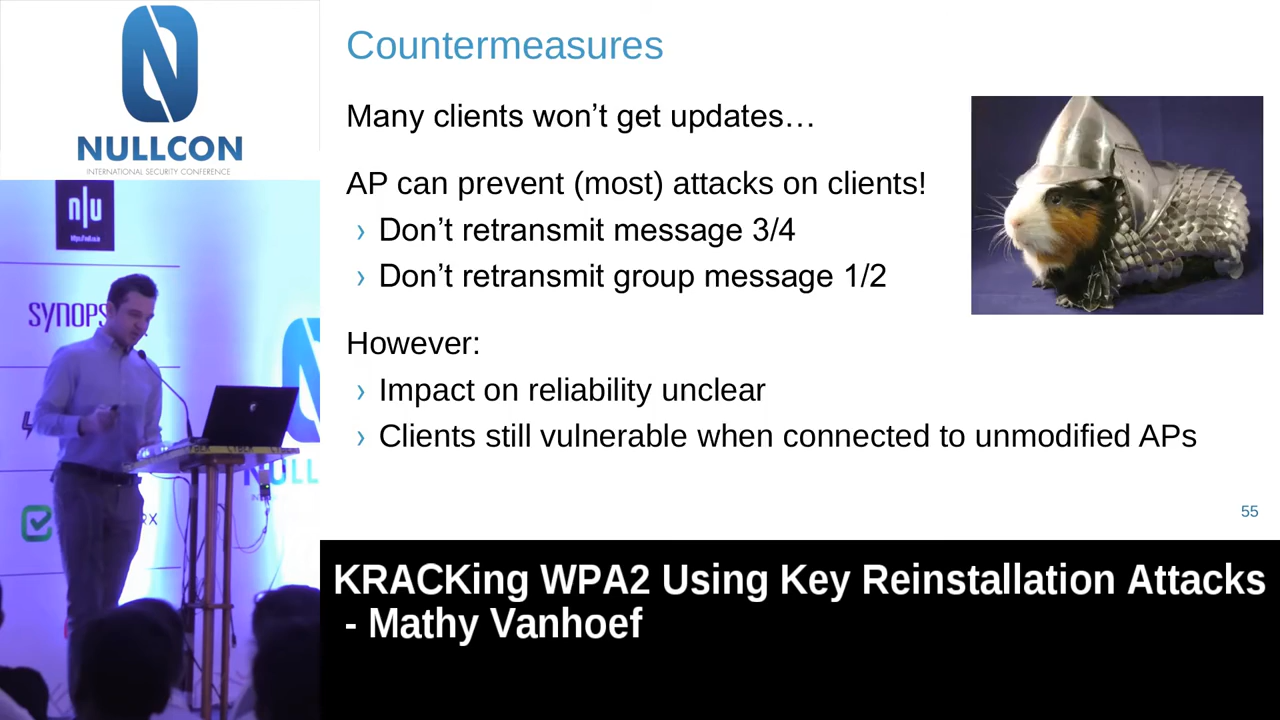 NULLCON
INTERNATIONAL SECURITY CONFERENCE
n|u
SYNOPS
NULL
RX
Countermeasures
Many clients won’t get updates…
AP can prevent (most) attacks on clients!
› Don’t retransmit message 3/4
› Don’t retransmit group message 1/2
However:
› Impact on reliability unclear
› Clients still vulnerable when connected to unmodified APs
55
KRACKing WPA2 Using Key Reinstallation Attacks
- Mathy Vanhoef